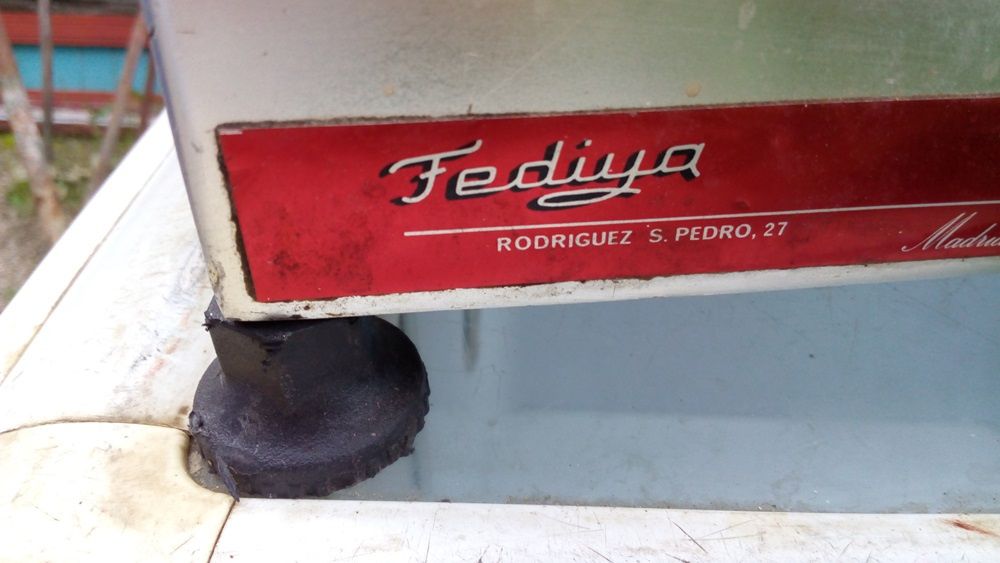 Fediya
RODRIGUEZ S. PEDRO, 27